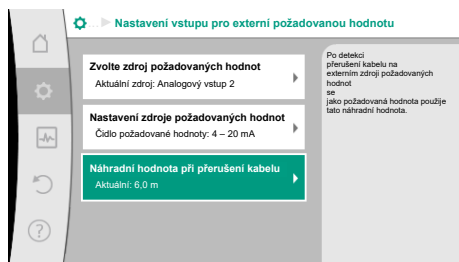 Nastavení vstupu pro externí požadovanou hodnotu
Zvolte zdroj požadovaných hodnot
Aktuální zdroj: Analogový vstup 2
Nastavení zdroje požadovaných hodnot
Čidlo požadované hodnoty: 4 – 20 mA
Náhradní hodnota při přerušení kabelu
Aktuální: 6,0 m
Po detekci
přerušení kabelu na
externím zdroji požadovaných
hodnot
se
jako požadovaná hodnota použije
tato náhradní hodnota.
?